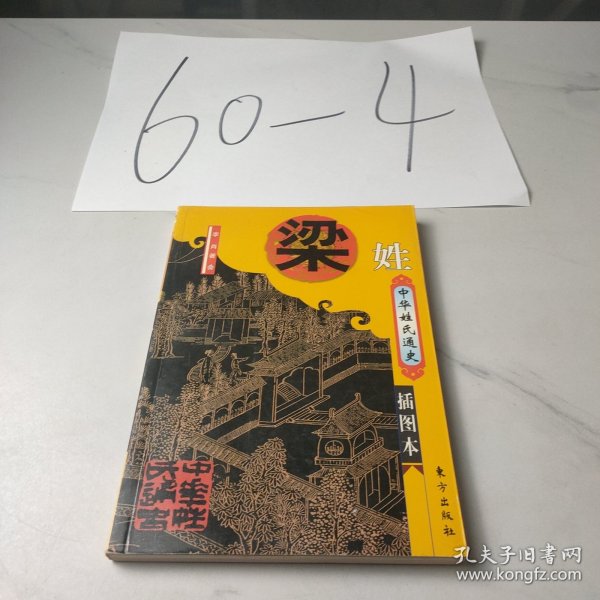 60-4
梁
姓
中华姓氏通史
插图本
東方出版社
孔夫子旧书网
www.kongfz.com